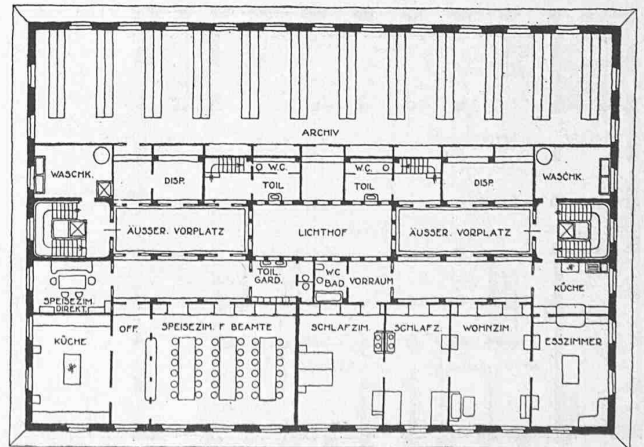 ARCHIV
WASCHK.
DISP.
W.C.
TOIL
W.C.
TOIL
DISP.
WASCHK.
ÄUSSER. VORPLATZ
LICHTHOF
ÄUSSER. VORPLATZ
TOIL.
GARD.
WC
BAD
VORRAUM
KÜCHE
SPEISEZIM.
DIREKT.
KÜCHE
OFF.
SPEISEZIM. F. BEAMTE
SCHLAFZIM.
SCHLAFZ.
WOHNZIM.
ESSZIMMER